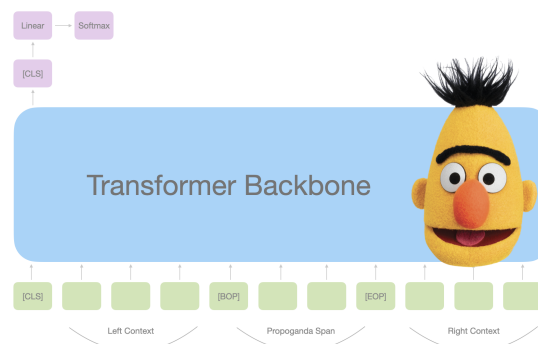 Linear Softmax
[CLS]
Transformer Backbone
[CLS] [BOP] [EOP]
Left Context Propoganda Span Right Context